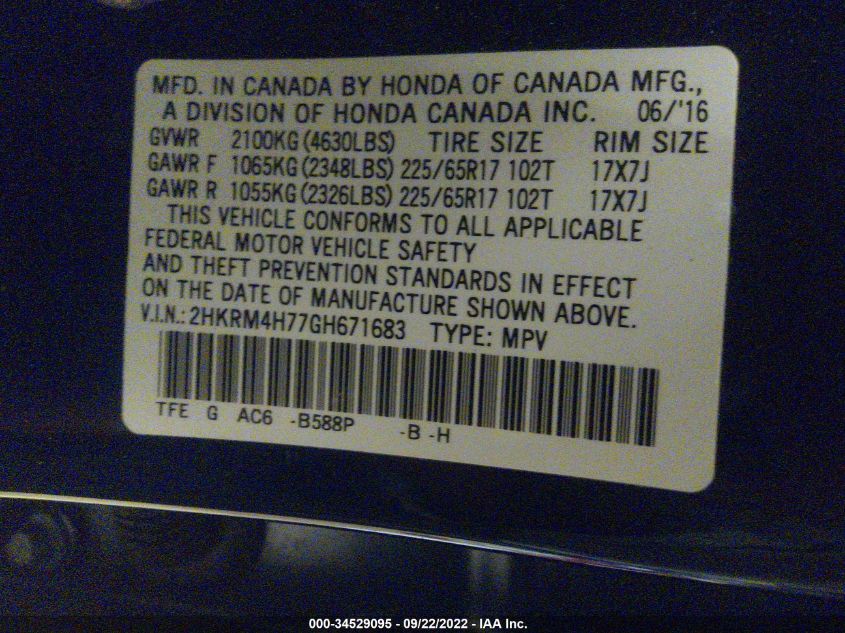 MFD. IN CANADA BY HONDA OF CANADA MFG.,
A DIVISION OF HONDA CANADA INC. 06/'16
GVWR 2100KG(4630LBS) TIRE SIZE RIM SIZE
GAWR F 1065KG(2348LBS) 225/65R17 102T 17X7J
GAWR R 1055KG(2326LBS) 225/65R17 102T 17X7J
THIS VEHICLE CONFORMS TO ALL APPLICABLE
FEDERAL MOTOR VEHICLE SAFETY
AND THEFT PREVENTION STANDARDS IN EFFECT
ON THE DATE OF MANUFACTURE SHOWN ABOVE.
V.I.N.: 2HKRM4H77GH671683 TYPE: MPV
TFE G AC6 -B588P -B -H
000-34529095 - 09/22/2022 - IAA Inc.